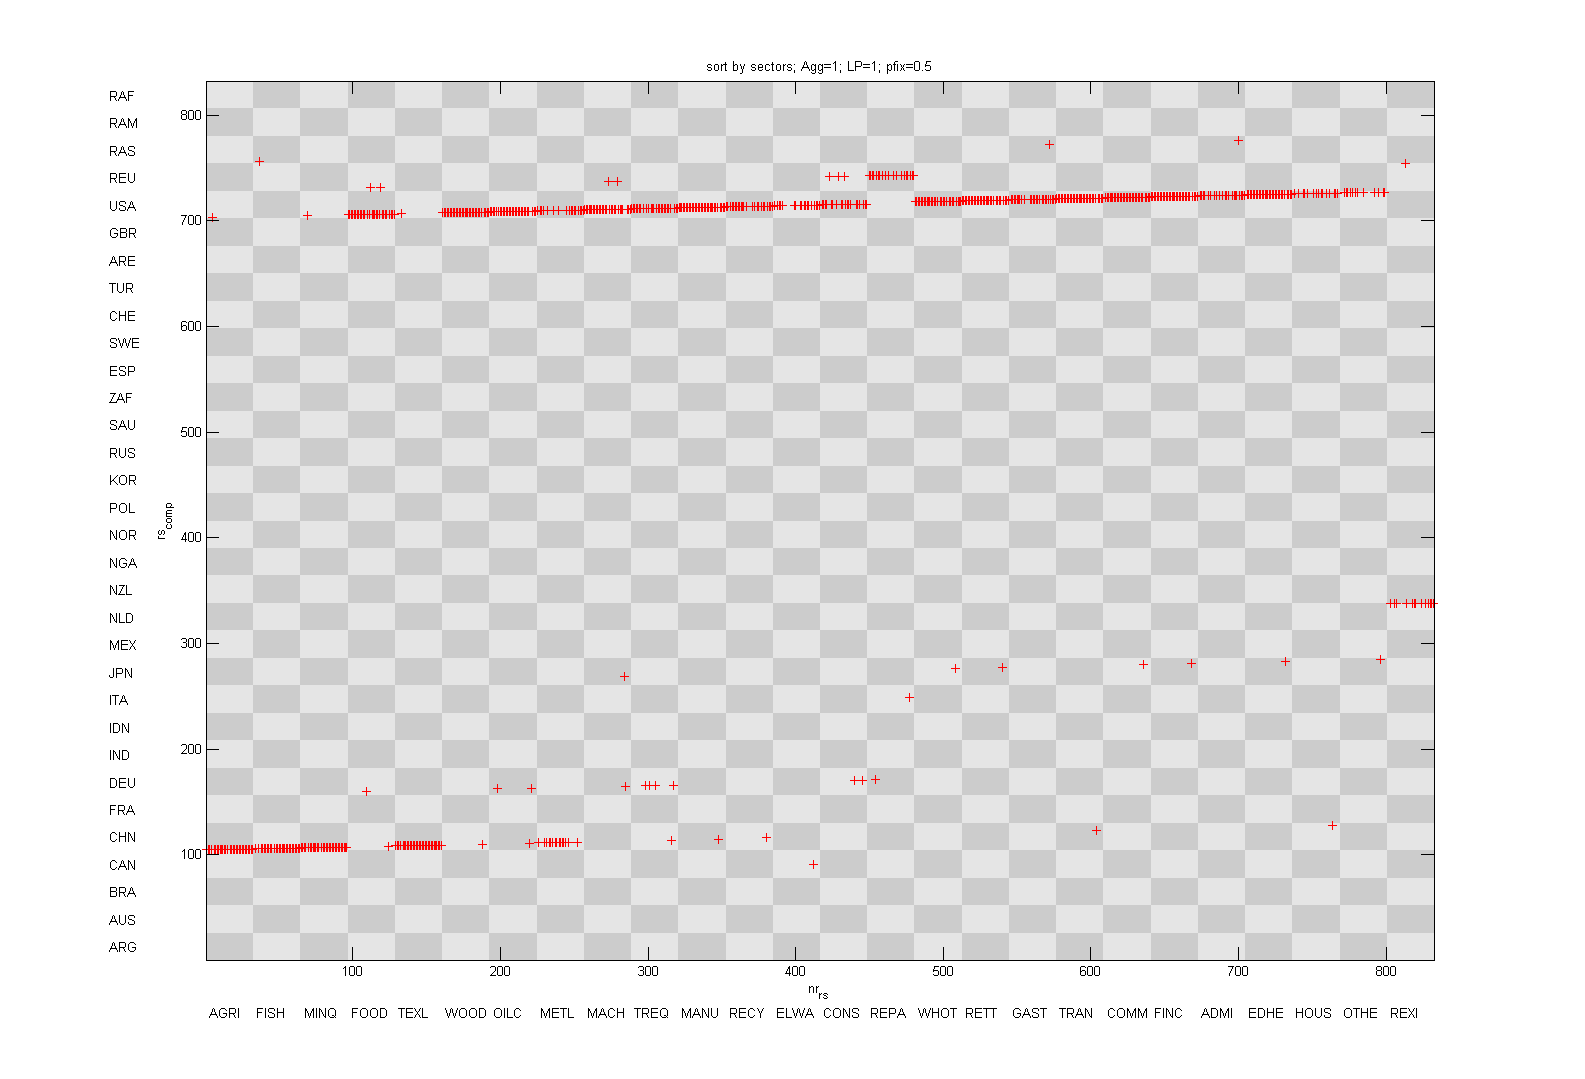 sort by sectors; Agg=1; LP=1; pfix=0.5
RAF
RAM
RAS
REU
USA
GBR
ARE
TUR
CHE
SWE
ESP
ZAF
SAU
RUS
KOR
POL
NOR
NGA
NZL
NLD
MEX
JPN
ITA
IDN
IND
DEU
FRA
CHN
CAN
BRA
AUS
ARG
rs_comp
800
700
600
500
400
300
200
100
100 200 300 400 500 600 700 800
nr_rs
AGRI FISH MINQ FOOD TEXL WOOD OILC METL MACH TREQ MANU RECY ELWA CONS REPA WHOT RETT GAST TRAN COMM FINC ADMI EDHE HOUS OTHE REXI